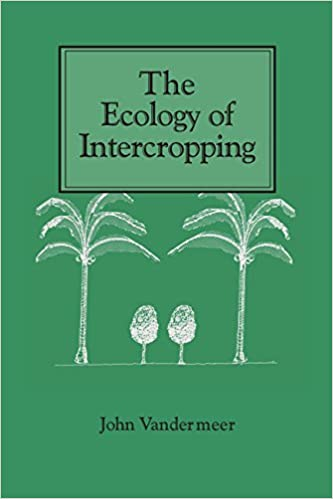 The
Ecology of
Intercropping
John Vandermeer